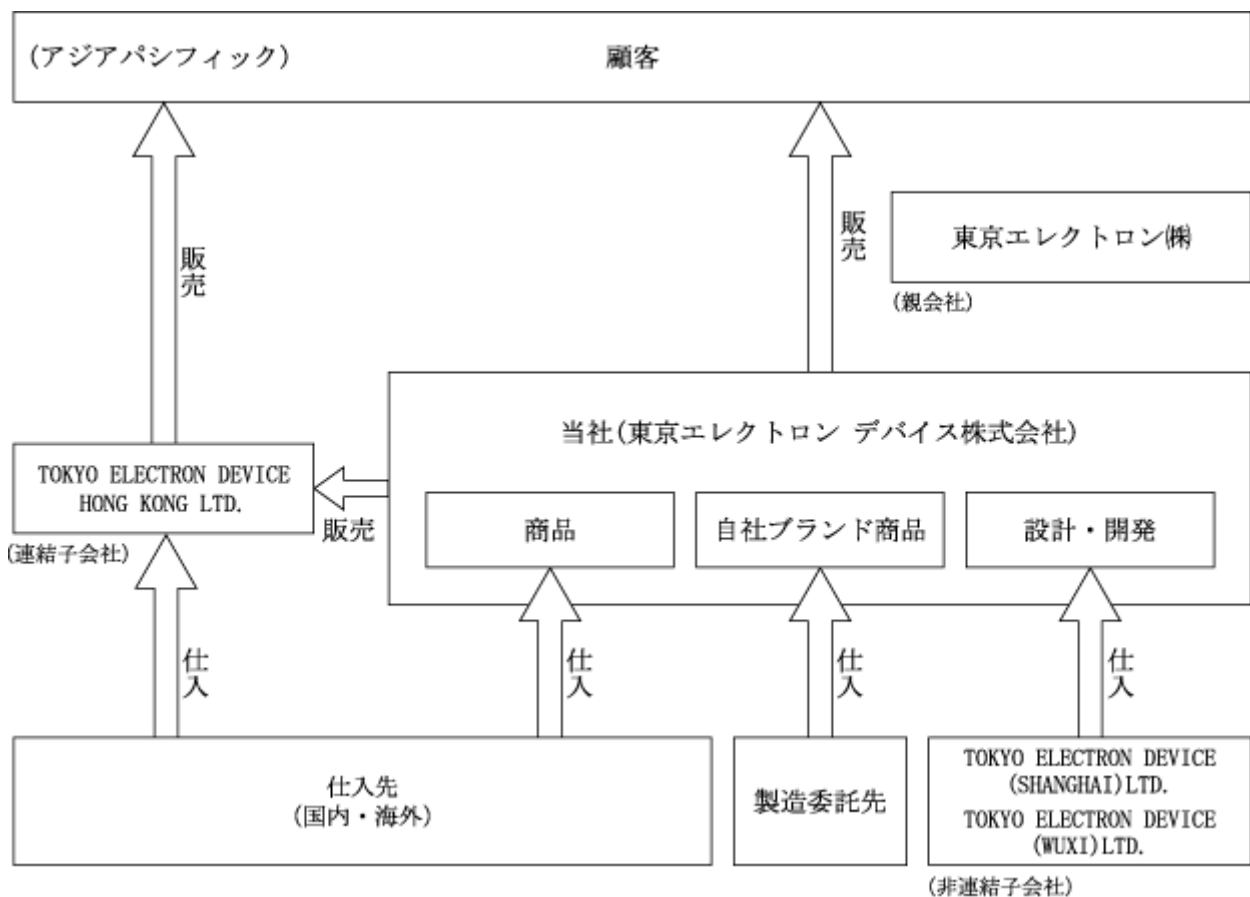 (アジアパシフィック) 顧客
販売
販売
東京エレクトロン㈱
(親会社)
当社(東京エレクトロン デバイス株式会社)
TOKYO ELECTRON DEVICE
HONG KONG LTD.
(連結子会社)
販売
商品
自社ブランド商品
設計・開発
仕入
仕入
仕入
仕入
仕入先
(国内・海外)
製造委託先
TOKYO ELECTRON DEVICE
(SHANGHAI)LTD.
TOKYO ELECTRON DEVICE
(WUXI)LTD.
(非連結子会社)